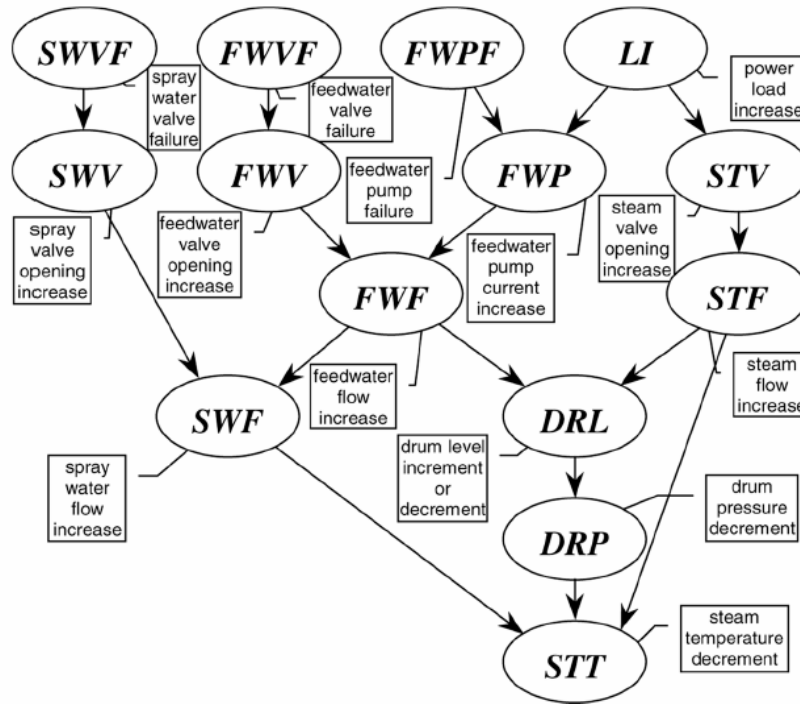 SWVF
FWVF
FWPF
LI
spray
water
valve
failure
feedwater
valve
failure
power
load
increase
SWV
FWV
feedwater
pump
failure
FWP
STV
spray
valve
opening
increase
feedwater
valve
opening
increase
feedwater
pump
current
increase
steam
valve
opening
increase
FWF
STF
feedwater
flow
increase
steam
flow
increase
SWF
DRL
spray
water
flow
increase
drum level
increment
or
decrement
DRP
drum
pressure
decrement
STT
steam
temperature
decrement